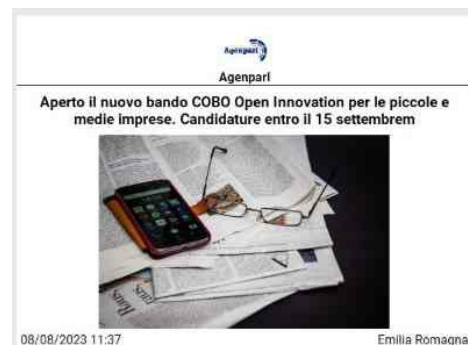 Agenparl
Agenparl
Aperto il nuovo bando COBO Open Innovation per le piccole e
medie imprese. Candidature entro il 15 settembrem
08/08/2023 11:37
Emilia Romagna